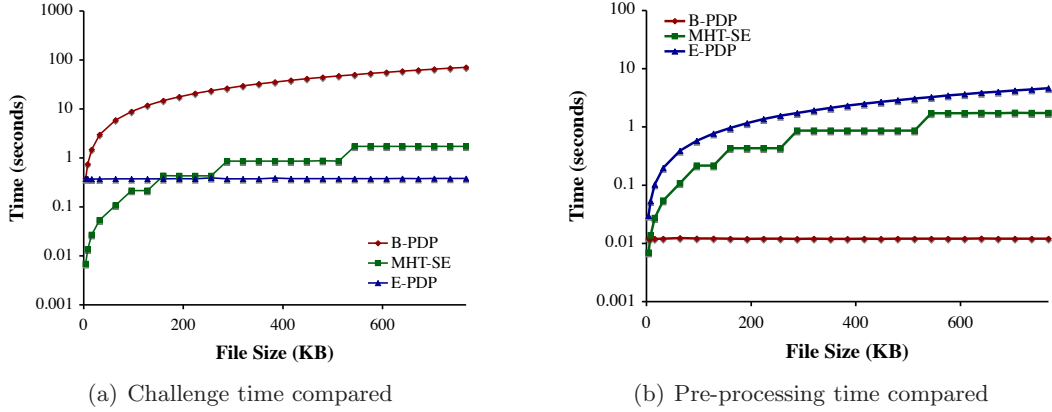 1000
100
10
1
0.1
0.01
0.001
Time (seconds)
B-PDP
MHT-SE
E-PDP
0
200
400
600
File Size (KB)
(a) Challenge time compared
100
10
1
0.1
0.01
0.001
Time (seconds)
B-PDP
MHT-SE
E-PDP
0
200
400
600
File Size (KB)
(b) Pre-processing time compared